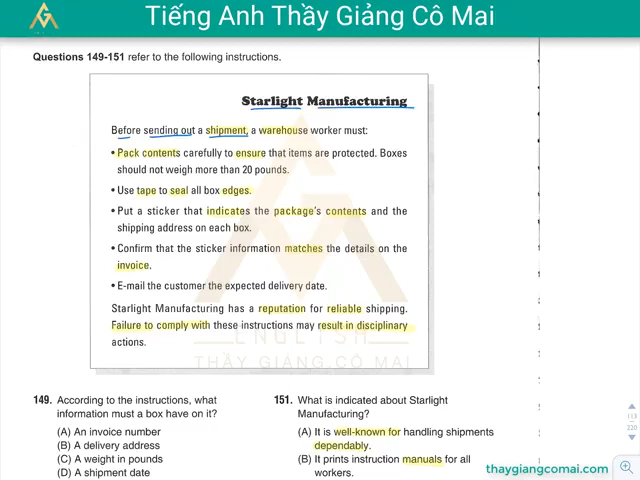 Tiếng Anh Thầy Giảng Cô Mai
Questions 149-151 refer to the following instructions.
Starlight Manufacturing
Before sending out a shipment, a warehouse worker must:
• Pack contents carefully to ensure that items are protected. Boxes
should not weigh more than 20 pounds.
• Use tape to seal all box edges.
• Put a sticker that indicates the package's contents and the
shipping address on each box.
• Confirm that the sticker information matches the details on the
invoice.
• E-mail the customer the expected delivery date.
Starlight Manufacturing has a reputation for reliable shipping.
Failure to comply with these instructions may result in disciplinary
actions.
ENGLISH
THẦY GIẢNG CÔ MAI
149. According to the instructions, what
information must a box have on it?
(A) An invoice number
(B) A delivery address
(C) A weight in pounds
(D) A shipment date
151. What is indicated about Starlight
Manufacturing?
(A) It is well-known for handling shipments
dependably.
(B) It prints instruction manuals for all
workers.
113
220
thaygiangcomai.com